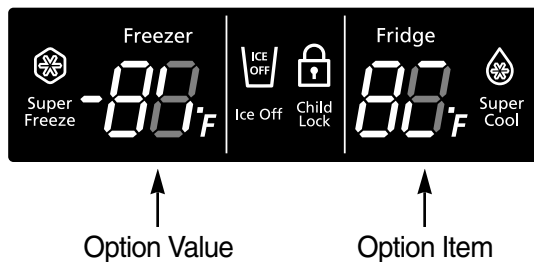 Freezer
Super
Freeze
°F
ICE
OFF
Ice Off
Child
Lock
Fridge
°F
Super
Cool
Option Value
Option Item